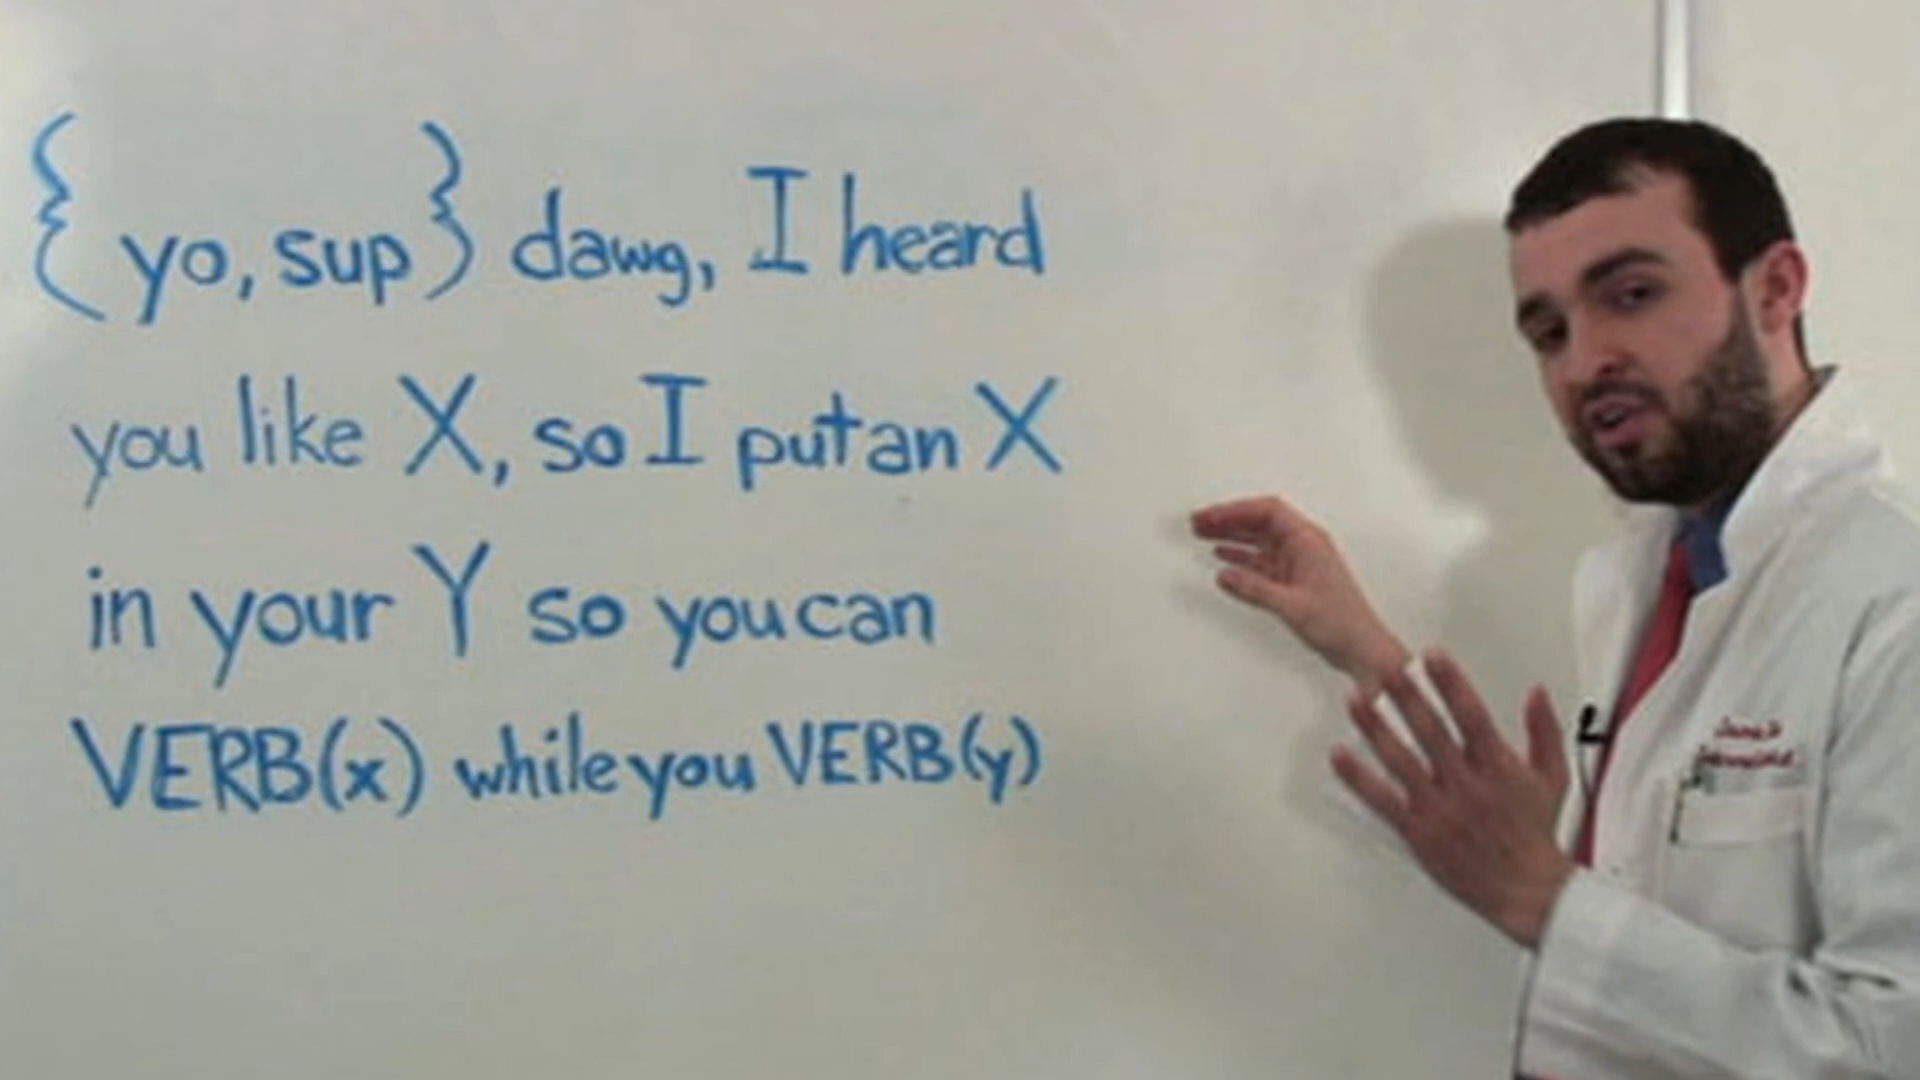 {yo, sup} dawg, I heard
you like X, so I put an X
in your Y so you can
VERB(x) while you VERB(y)